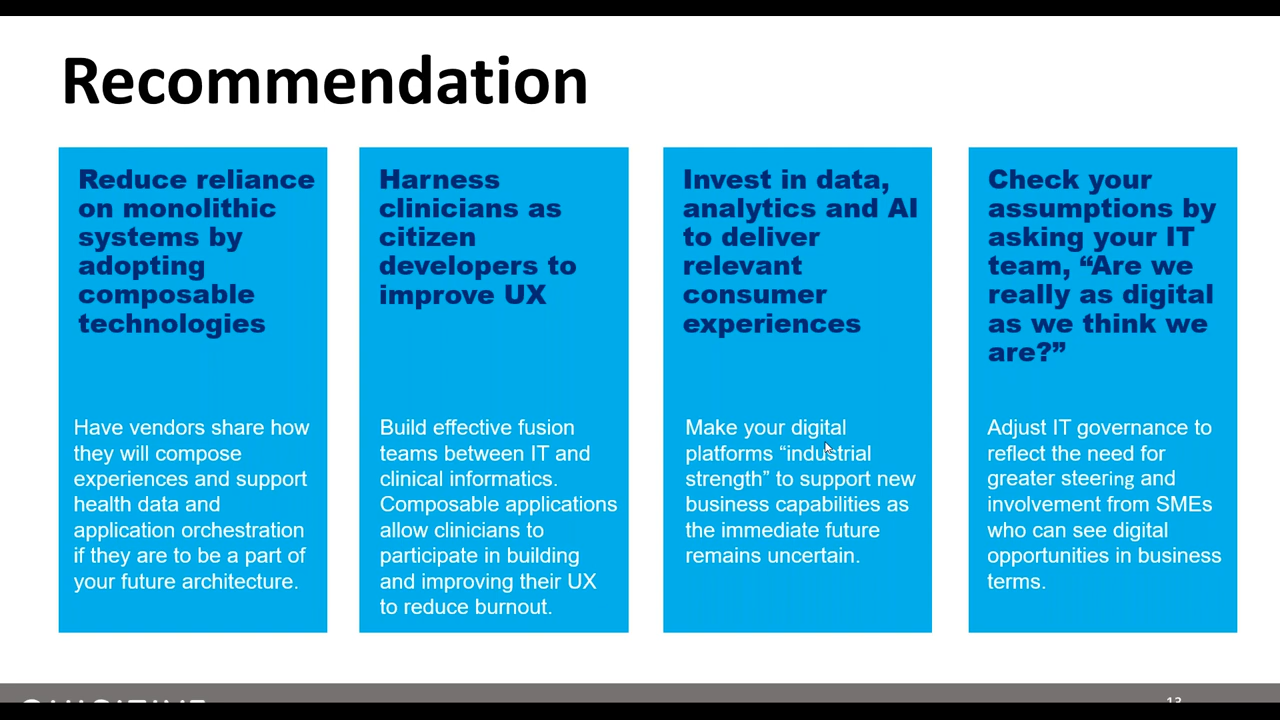 Recommendation
Reduce reliance
on monolithic
systems by
adopting
composable
technologies
Have vendors share how
they will compose
experiences and support
health data and
application orchestration
if they are to be a part of
your future architecture.
Harness
clinicians as
citizen
developers to
improve UX
Build effective fusion
teams between IT and
clinical informatics.
Composable applications
allow clinicians to
participate in building
and improving their UX
to reduce burnout.
Invest in data,
analytics and AI
to deliver
relevant
consumer
experiences
Make your digital
platforms “industrial
strength” to support new
business capabilities as
the immediate future
remains uncertain.
Check your
assumptions by
asking your IT
team, “Are we
really as digital
as we think we
are?”
Adjust IT governance to
reflect the need for
greater steering and
involvement from SMEs
who can see digital
opportunities in business
terms.
13